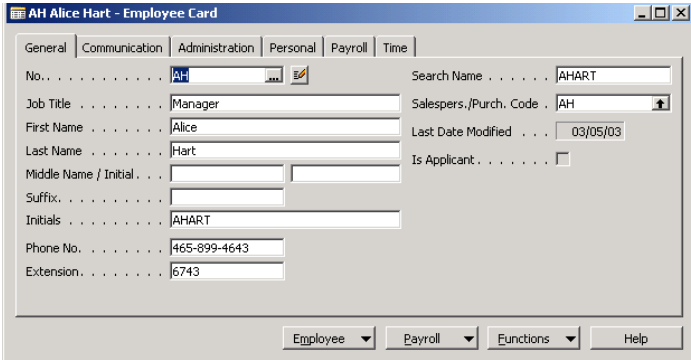 AH Alice Hart - Employee Card
General Communication Administration Personal Payroll Time
No. . . . . . . . . . . . AH ... Search Name . . . . . . AHART
Job Title . . . . . . . . Manager Salespers./Purch. Code . AH
First Name . . . . . . . Alice Last Date Modified . . . 03/05/03
Last Name . . . . . . . Hart Is Applicant . . . . . . .
Middle Name / Initial . . .
Suffix. . . . . . . . . .
Initials . . . . . . . . AHART
Phone No. . . . . . . . 465-899-4643
Extension. . . . . . . . 6743
Employee Payroll Functions Help